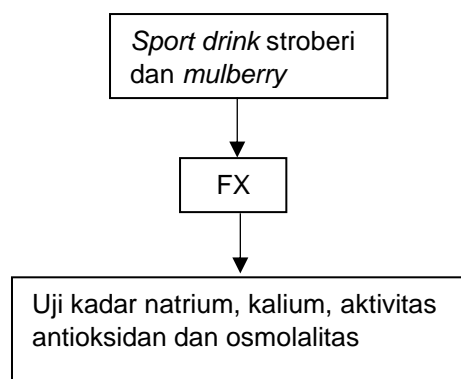 Sport drink stroberi
dan mulberry
FX
Uji kadar natrium, kalium, aktivitas
antioksidan dan osmolalitas